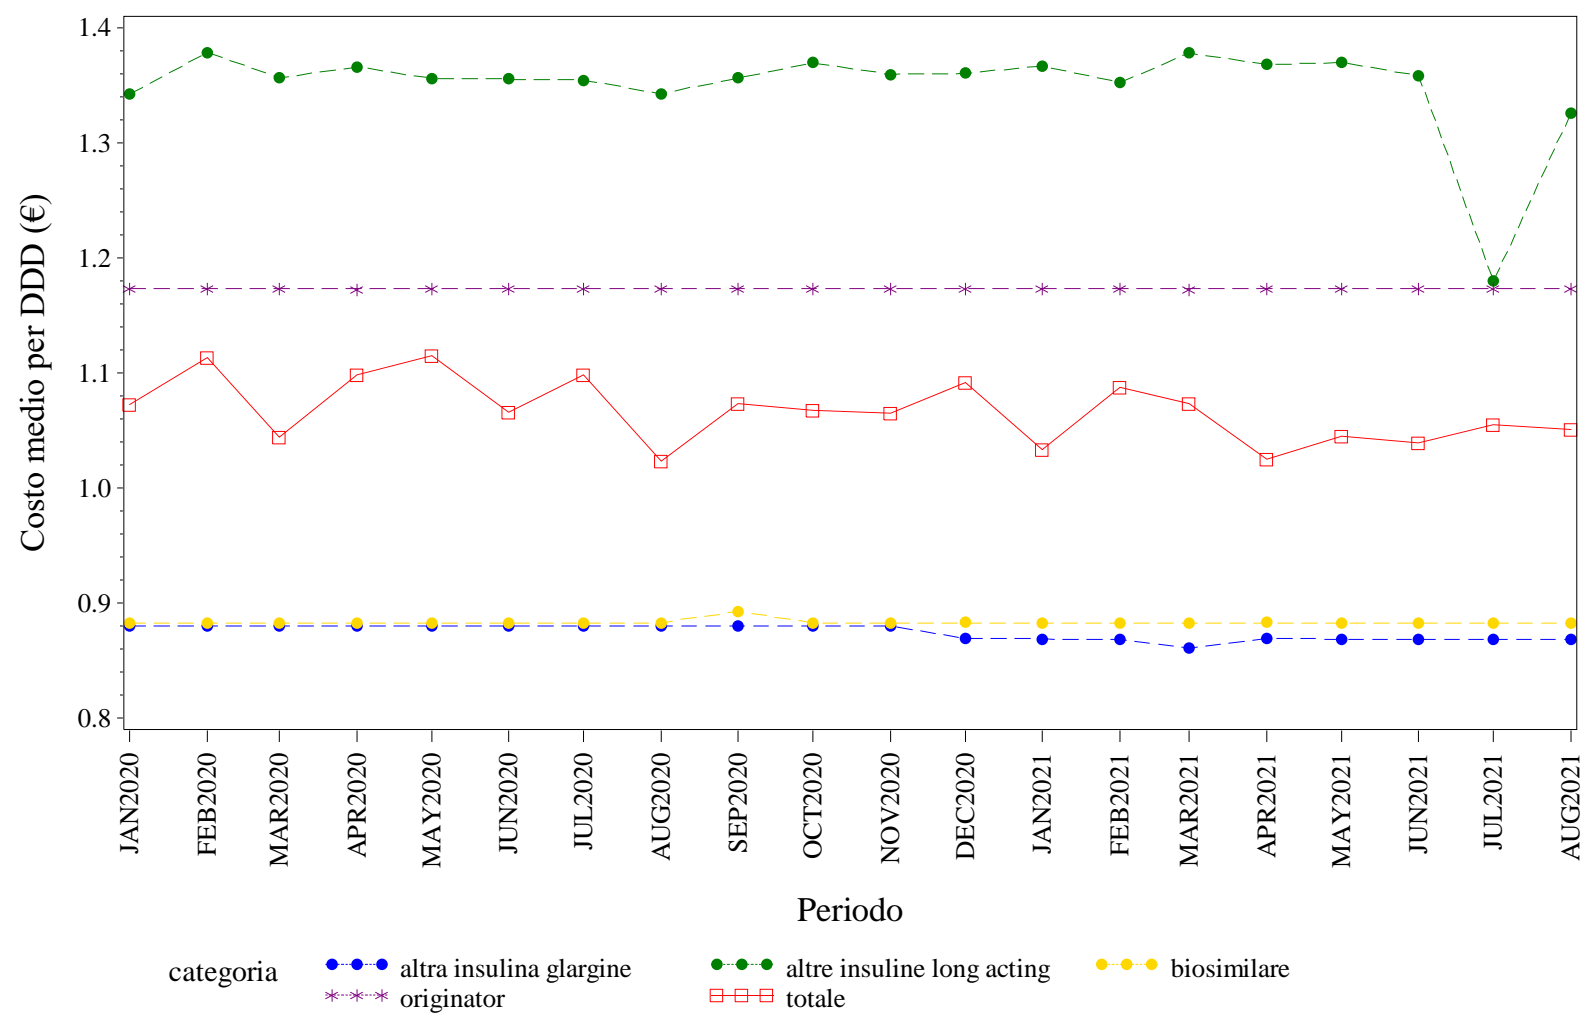 Costo medio per DDD (€)
1.4
1.3
1.2
1.1
1.0
0.9
0.8
JAN2020
FEB2020
MAR2020
APR2020
MAY2020
JUN2020
JUL2020
AUG2020
SEP2020
OCT2020
NOV2020
DEC2020
JAN2021
FEB2021
MAR2021
APR2021
MAY2021
JUN2021
JUL2021
AUG2021
Periodo
categoria
altra insulina glargine
altre insuline long acting
biosimilare
originator
totale